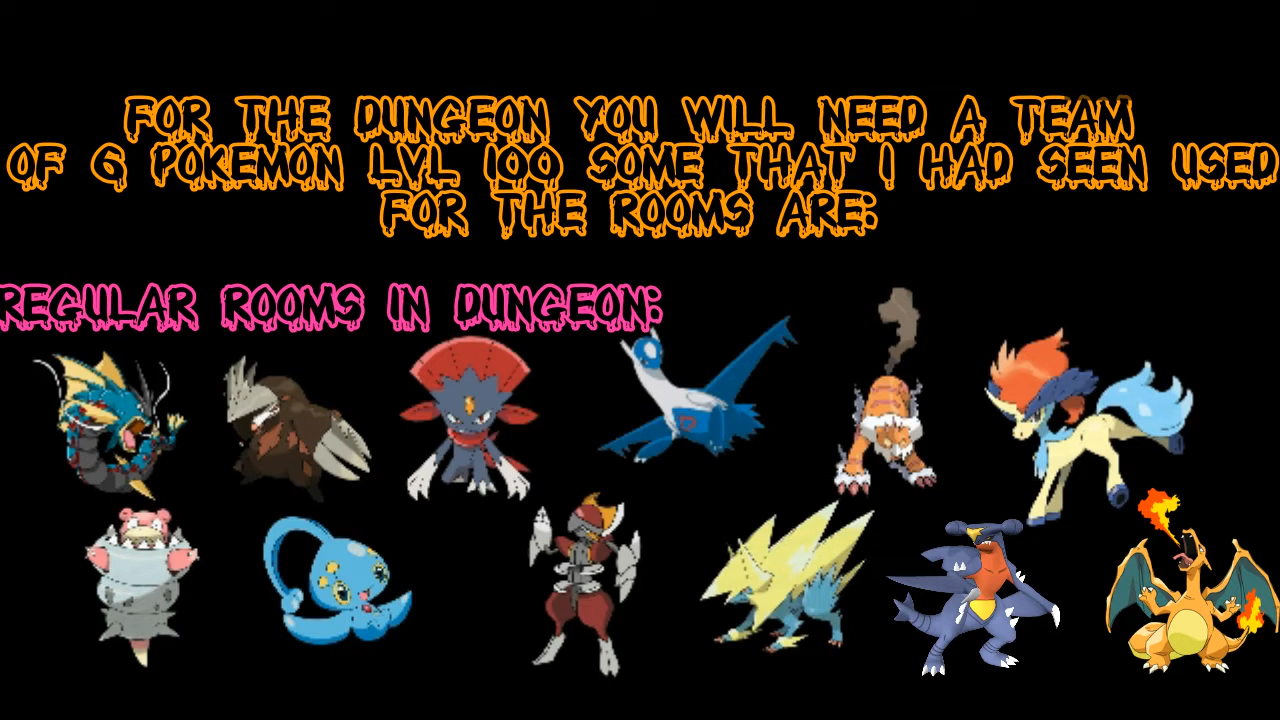 FOR THE DUNGEON YOU WILL NEED A TEAM
OF 6 POKEMON LVL 100 SOME THAT I HAD SEEN USED
FOR THE ROOMS ARE:
REGULAR ROOMS IN DUNGEON: